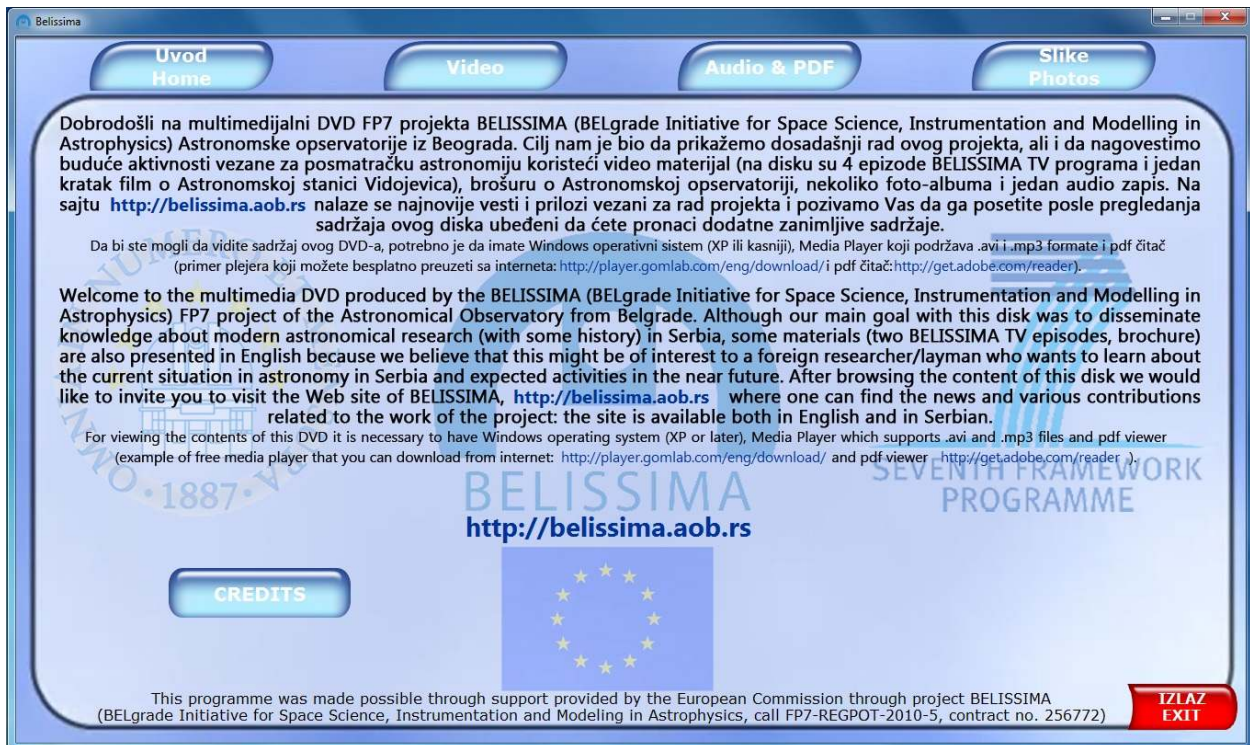 Belissima
Uvod
Home
Video
Audio & PDF
Slike
Photos
Dobrodošli na multimedijalni DVD FP7 projekta BELISSIMA (BELgrade Initiative for Space Science, Instrumentation and Modelling in
Astrophysics) Astronomske opservatorije iz Beograda. Cilj nam je bio da prikažemo dosadašnji rad ovog projekta, ali i da nagovestimo
buduće aktivnosti vezane za posmatračku astronomiju koristeći video materijal (na disku su 4 epizode BELISSIMA TV programa i jedan
kratak film o Astronomskoj stanici Vidojevica), brošuru o Astronomskoj opservatoriji, nekoliko foto-albuma i jedan audio zapis. Na
sajtu http://belissima.aob.rs nalaze se najnovije vesti i prilozi vezani za rad projekta i pozivamo Vas da ga posetite posle pregledanja
sadržaja ovog diska ubeđeni da ćete pronaci dodatne zanimljive sadržaje.
Da bi ste mogli da vidite sadržaj ovog DVD-a, potrebno je da imate Windows operativni sistem (XP ili kasniji), Media Player koji podržava .avi i .mp3 formate i pdf čitač
(primer plejera koji možete besplatno preuzeti sa interneta: http://player.gomlab.com/eng/download/ i pdf čitač:http://get.adobe.com/reader).
Welcome to the multimedia DVD produced by the BELISSIMA (BELgrade Initiative for Space Science, Instrumentation and Modelling in
Astrophysics) FP7 project of the Astronomical Observatory from Belgrade. Although our main goal with this disk was to disseminate
knowledge about modern astronomical research (with some history) in Serbia, some materials (two BELISSIMA TV episodes, brochure)
are also presented in English because we believe that this might be of interest to a foreign researcher/layman who wants to learn about
the current situation in astronomy in Serbia and expected activities in the near future. After browsing the content of this disk we would
like to invite you to visit the Web site of BELISSIMA, http://belissima.aob.rs where one can find the news and various contributions
related to the work of the project: the site is available both in English and in Serbian.
For viewing the contents of this DVD it is necessary to have Windows operating system (XP or later), Media Player which supports .avi and .mp3 files and pdf viewer
(example of free media player that you can download from internet: http://player.gomlab.com/eng/download/ and pdf viewer http://get.adobe.com/reader ).
·1887·
BELISSIMA
SEVENTH FRAMEWORK
PROGRAMME
http://belissima.aob.rs
CREDITS
This programme was made possible through support provided by the European Commission through project BELISSIMA
(BELgrade Initiative for Space Science, Instrumentation and Modeling in Astrophysics, call FP7-REGPOT-2010-5, contract no. 256772)
IZLAZ
EXIT